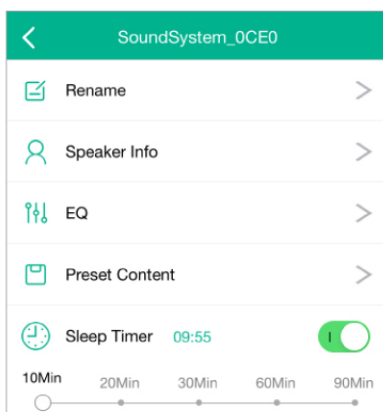 SoundSystem_0CE0
Rename
Speaker Info
EQ
Preset Content
Sleep Timer 09:55
10Min 20Min 30Min 60Min 90Min